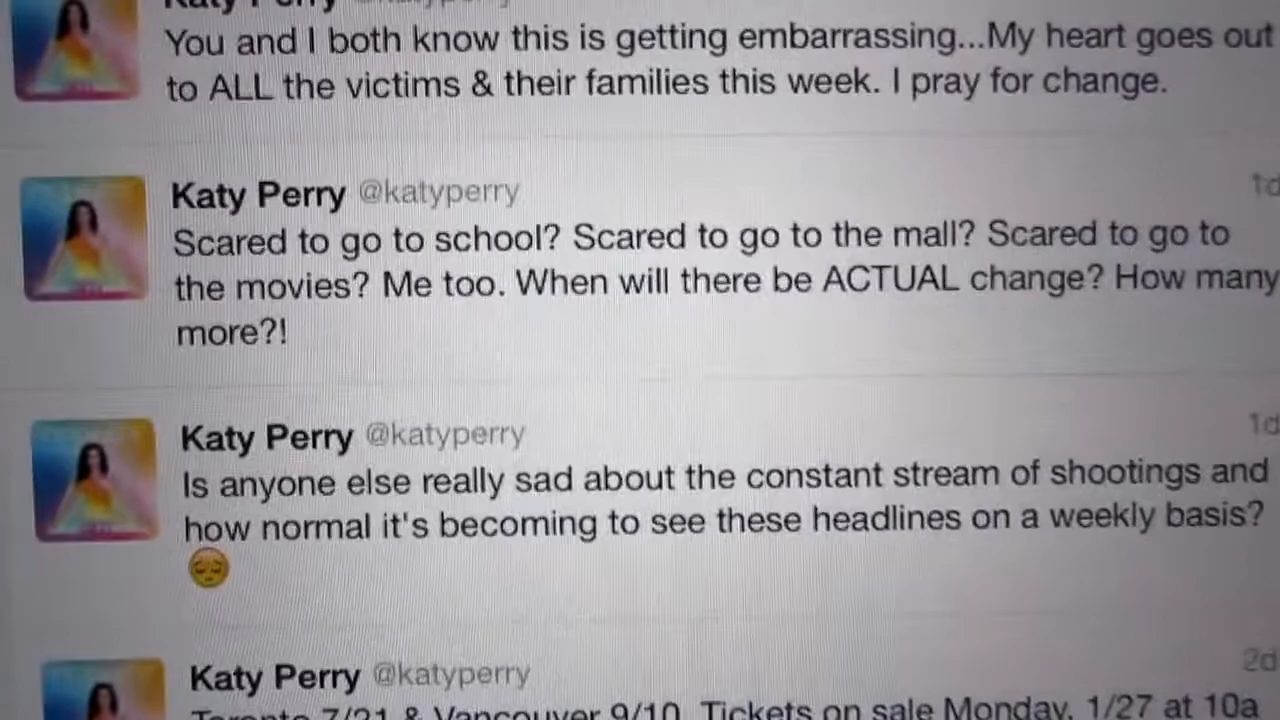 Katy Perry @katyperry
You and I both know this is getting embarrassing...My heart goes out
to ALL the victims & their families this week. I pray for change.
Katy Perry @katyperry 1d
Scared to go to school? Scared to go to the mall? Scared to go to
the movies? Me too. When will there be ACTUAL change? How many
more?!
Katy Perry @katyperry 1d
Is anyone else really sad about the constant stream of shootings and
how normal it's becoming to see these headlines on a weekly basis?
😔
Katy Perry @katyperry 2d
Toronto 7/21 & Vancouver 9/10. Tickets on sale Monday, 1/27 at 10a